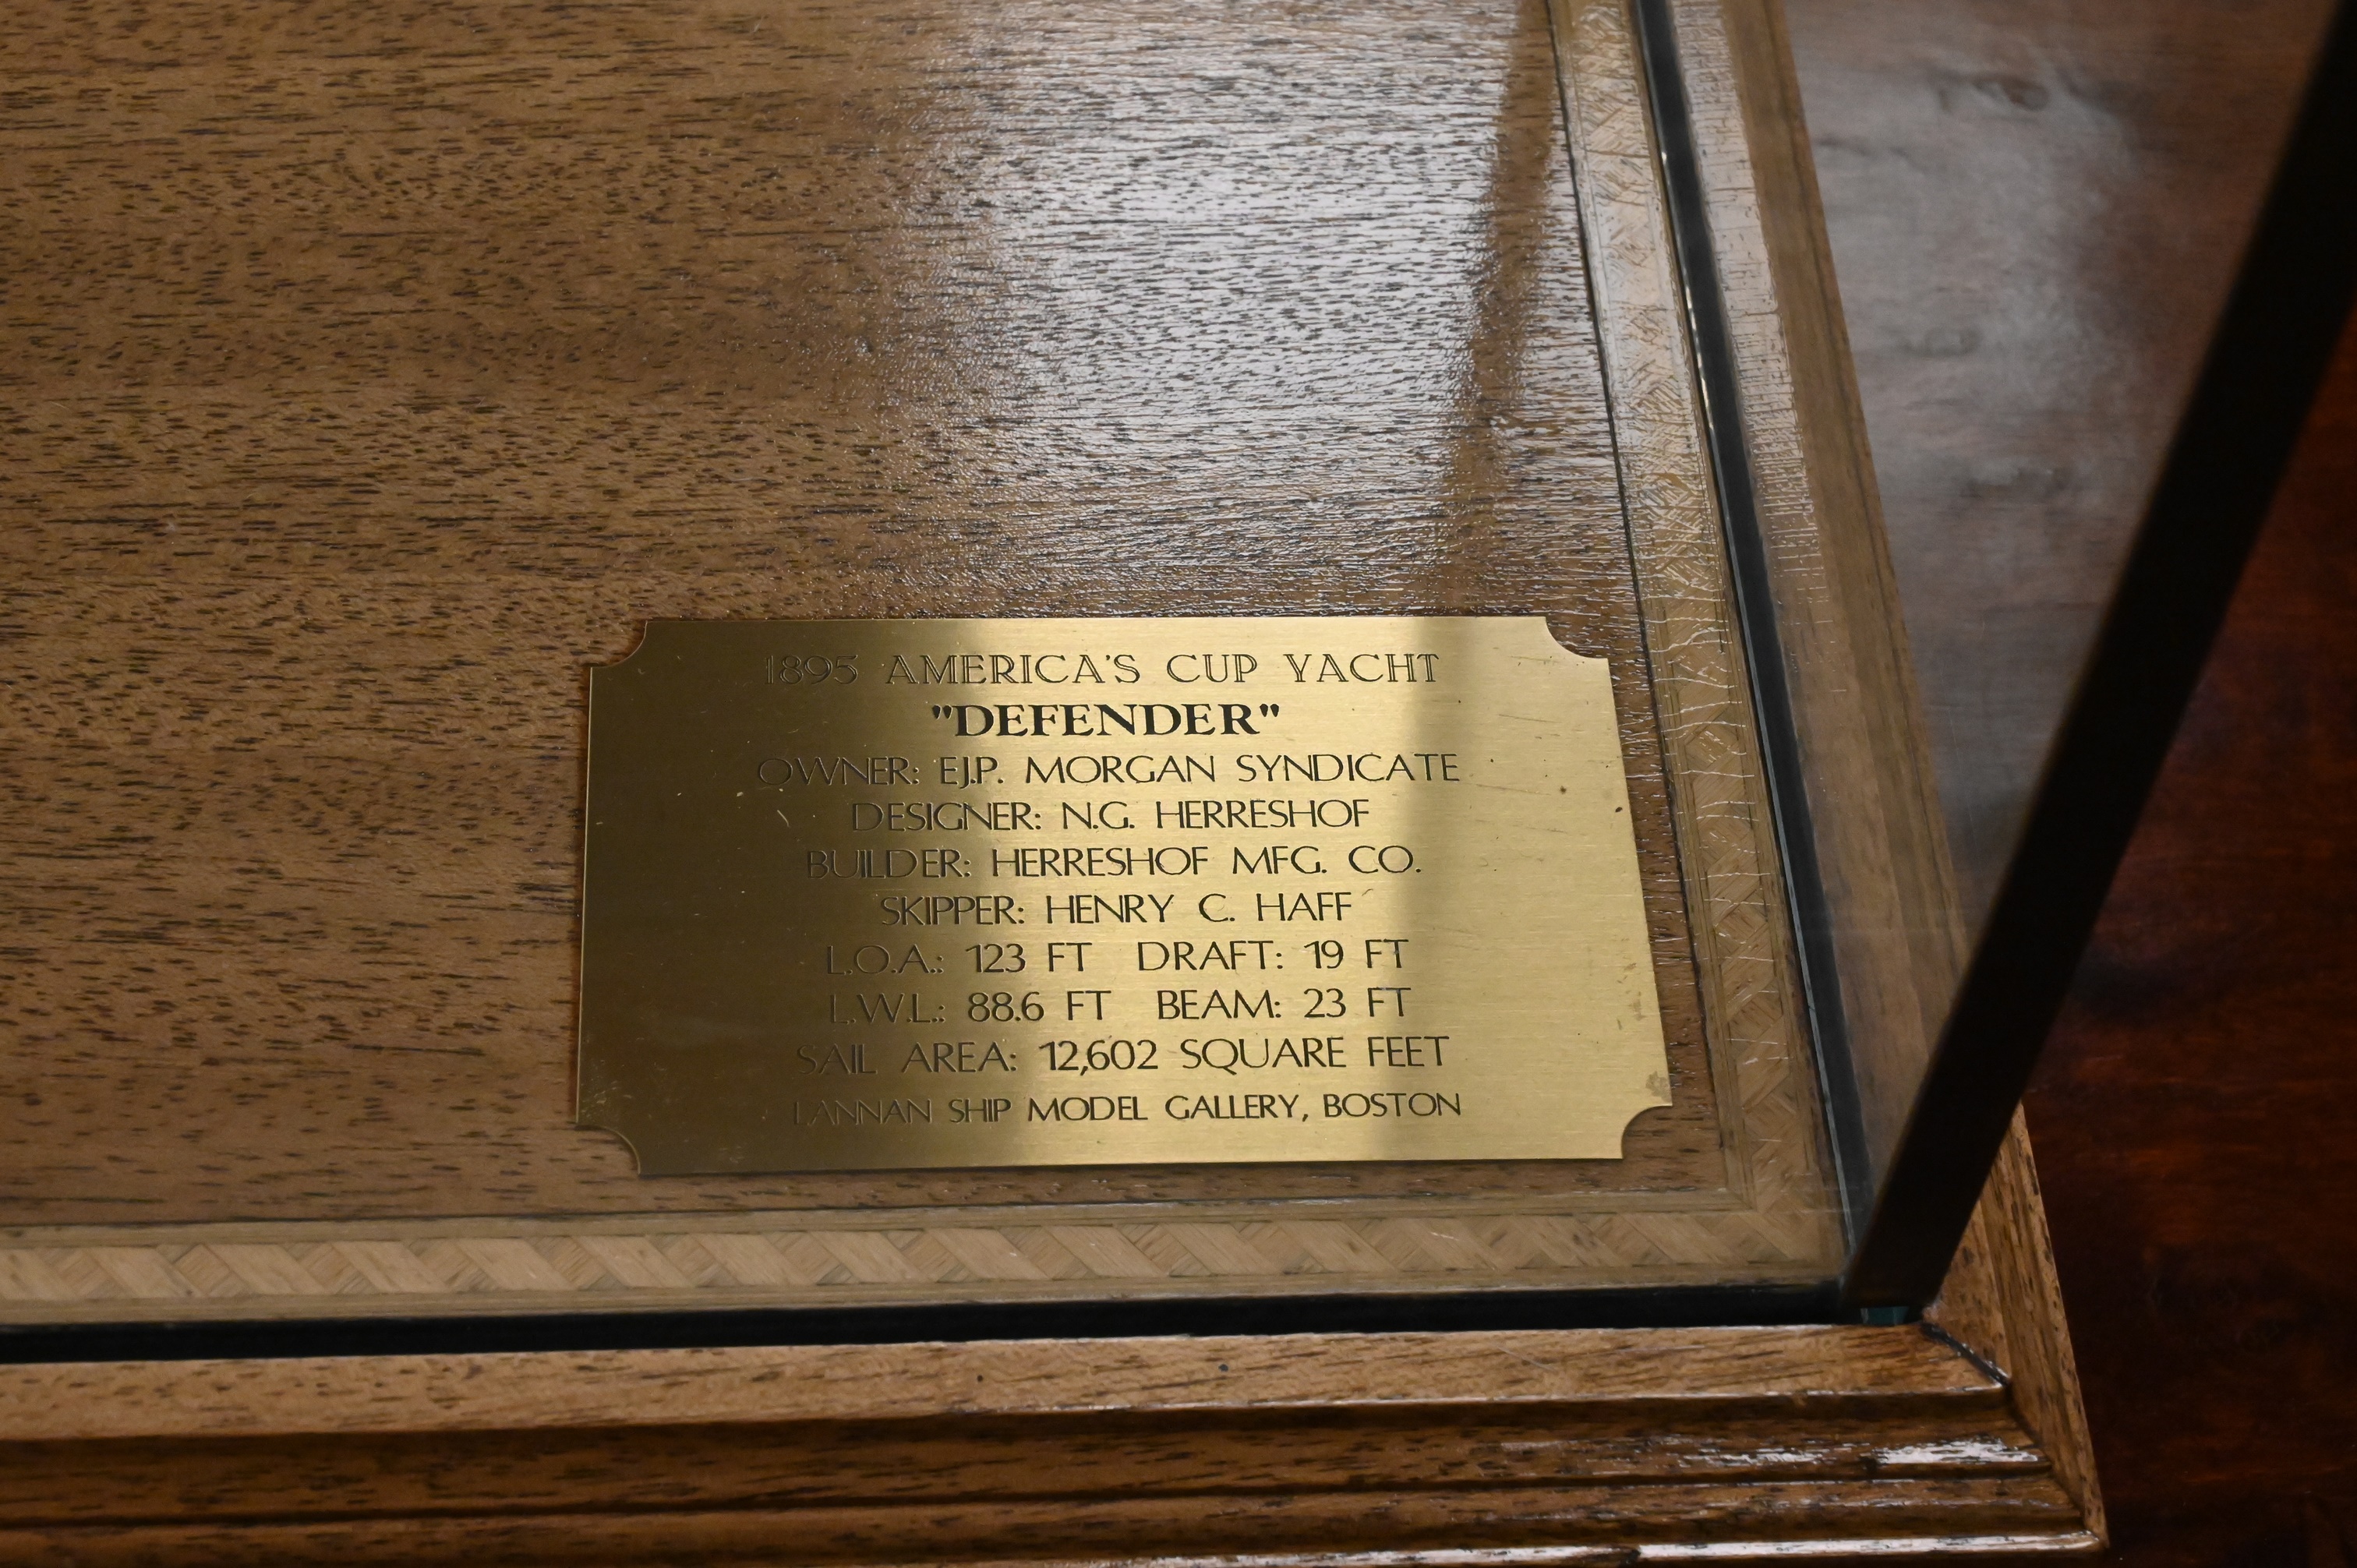 1895 AMERICA'S CUP YACHT
"DEFENDER"
OWNER: E.J.P. MORGAN SYNDICATE
DESIGNER: N.G. HERRESHOF
BUILDER: HERRESHOF MFG. CO.
SKIPPER: HENRY C. HAFF
L.O.A.: 123 FT DRAFT: 19 FT
L.W.L.: 88.6 FT BEAM: 23 FT
SAIL AREA: 12,602 SQUARE FEET
LANNAN SHIP MODEL GALLERY, BOSTON